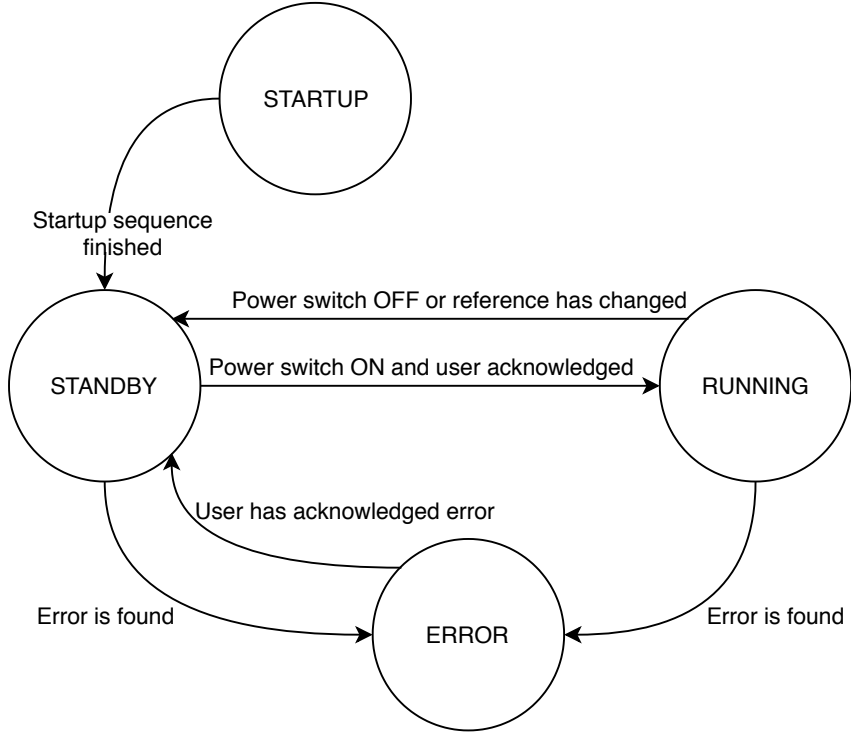 STARTUP
Startup sequence
finished
Power switch OFF or reference has changed
Power switch ON and user acknowledged
STANDBY
RUNNING
User has acknowledged error
Error is found
Error is found
ERROR